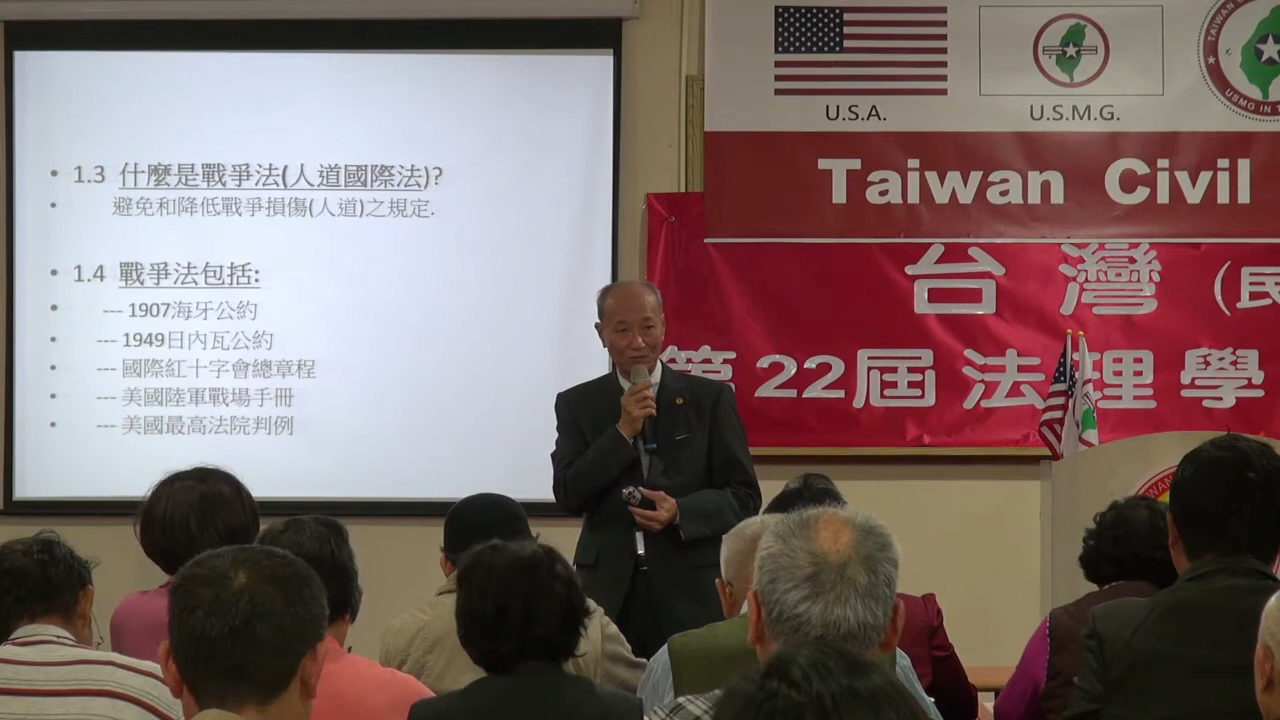 1.3 什麼是戰爭法(人道國際法)?
避免和降低戰爭損傷(人道)之規定.
1.4 戰爭法包括:
--- 1907海牙公約
--- 1949日內瓦公約
--- 國際紅十字會總章程
--- 美國陸軍戰場手冊
--- 美國最高法院判例
U.S.A.
U.S.M.G.
TAIWAN
USMG IN T
Taiwan Civil
台灣(民
第22屆法理學
WAN